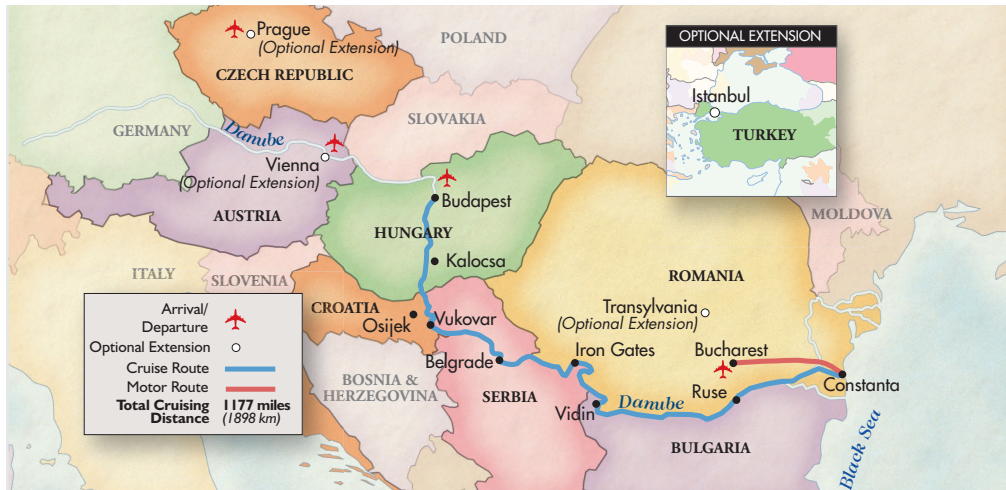 Prague
(Optional Extension)
CZECH REPUBLIC
POLAND
OPTIONAL EXTENSION
Istanbul
TURKEY
GERMANY
Danube
SLOVAKIA
Vienna
(Optional Extension)
AUSTRIA
Budapest
HUNGARY
Kalocsa
MOLDOVA
ITALY
SLOVENIA
ROMANIA
CROATIA
Osijek
Vukovar
Transylvania
(Optional Extension)
Belgrade
Iron Gates
Bucharest
Constanta
BOSNIA &
HERZEGOVINA
SERBIA
Vidin
Danube
Ruse
BULGARIA
Black Sea
Arrival/
Departure
Optional Extension
Cruise Route
Motor Route
Total Cruising 1177 miles
Distance (1898 km)